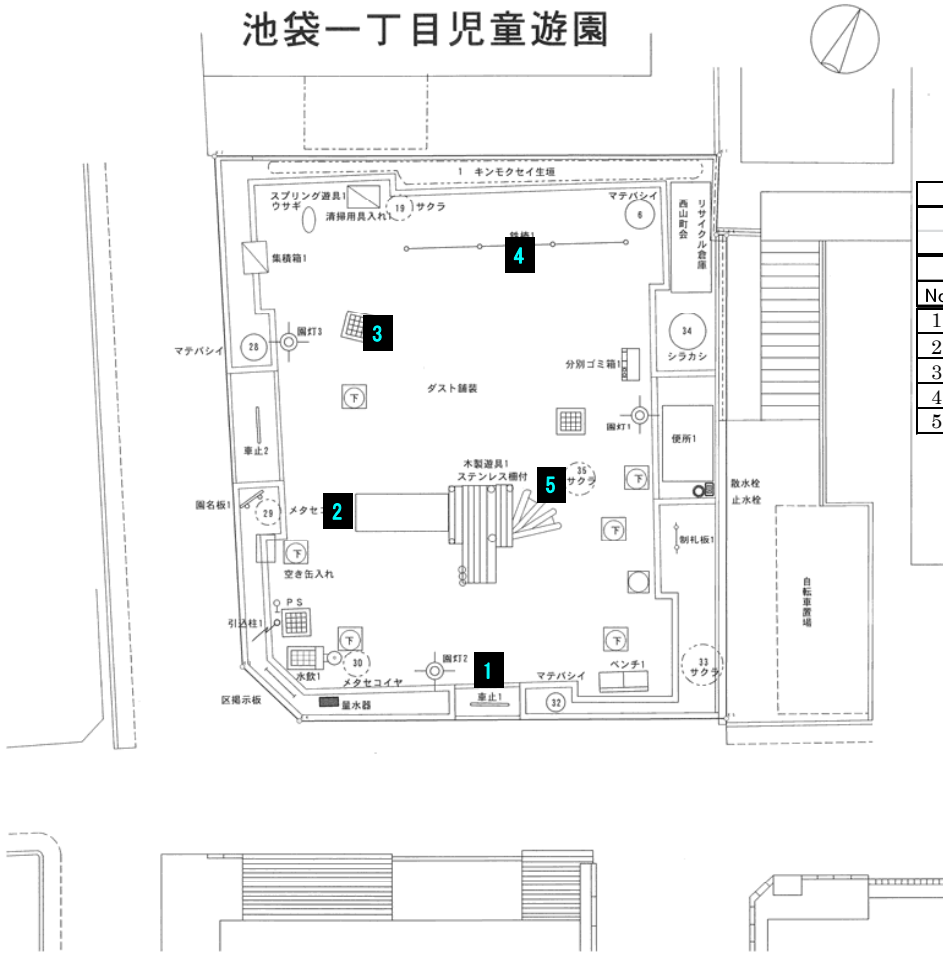 池袋一丁目児童遊園
1 キンモクセイ生垣
スプリング遊具1
ウサギ
清掃用具入れ
19 サクラ
マテバシイ
6
西山町会
リサイクル倉庫
4
集積箱1
No
1
2
3
4
5
園灯3
3
34
シラカシ
マテバシイ
28
分別ゴミ箱1
下
ダスト舗装
園灯1
便所1
車止2
木製遊具1
ステンレス柵付
35
サクラ
5
下
散水栓
止水栓
園名板1
29
メタセコ
2
下
制札板1
下
空き缶入れ
自転車置場
PS
引込柱1
下
下
園灯2
1
ベンチ1
33
サクラ
水飲1
30
メタセコイヤ
マテバシイ
区掲示板
量水器
車止1
32